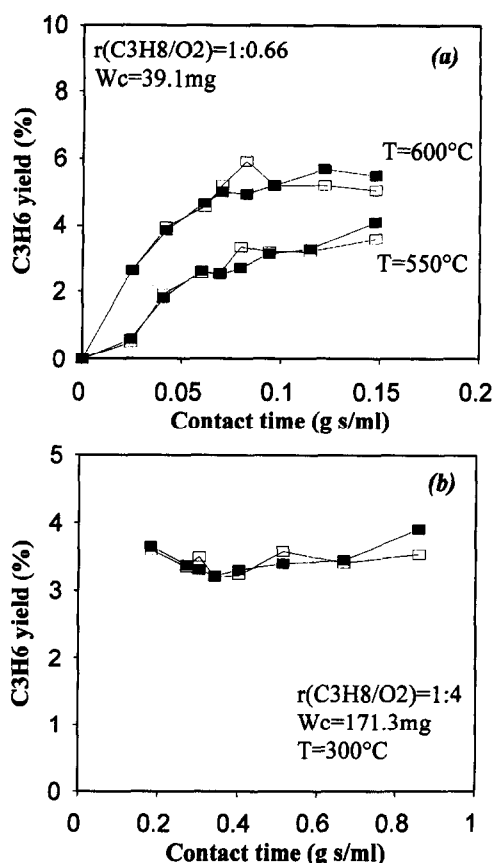 10
r(C3H8/O2)=1:0.66
(a)
Wc=39.1mg
8
T=600°C
6
C3H6 yield (%)
4
T=550°C
2
0
0 0.05 0.1 0.15 0.2
Contact time (g s/ml)
5
(b)
4
3
C3H6 yield (%)
2
r(C3H8/O2)=1:4
Wc=171.3mg
1
T=300°C
0
0 0.2 0.4 0.6 0.8 1
Contact time (g s/ml)